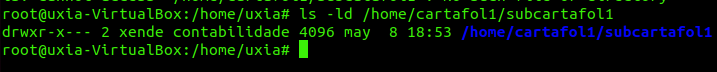 root@uxia-VirtualBox:/home/uxia# ls -ld /home/cartafol1/subcartafol1
drwxr-x--- 2 xende contabilidade 4096 may  8 18:53 /home/cartafol1/subcartafol1
root@uxia-VirtualBox:/home/uxia#